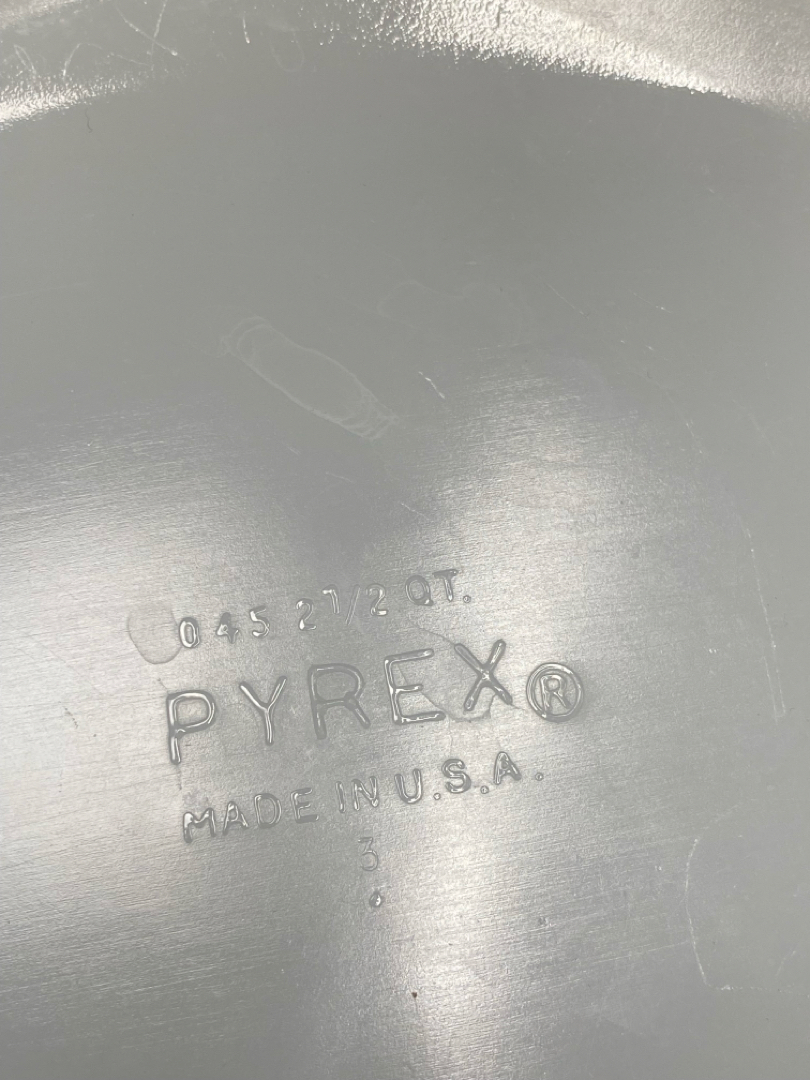 045 2 1/2 QT.
PYREX®
MADE IN U.S.A.
3